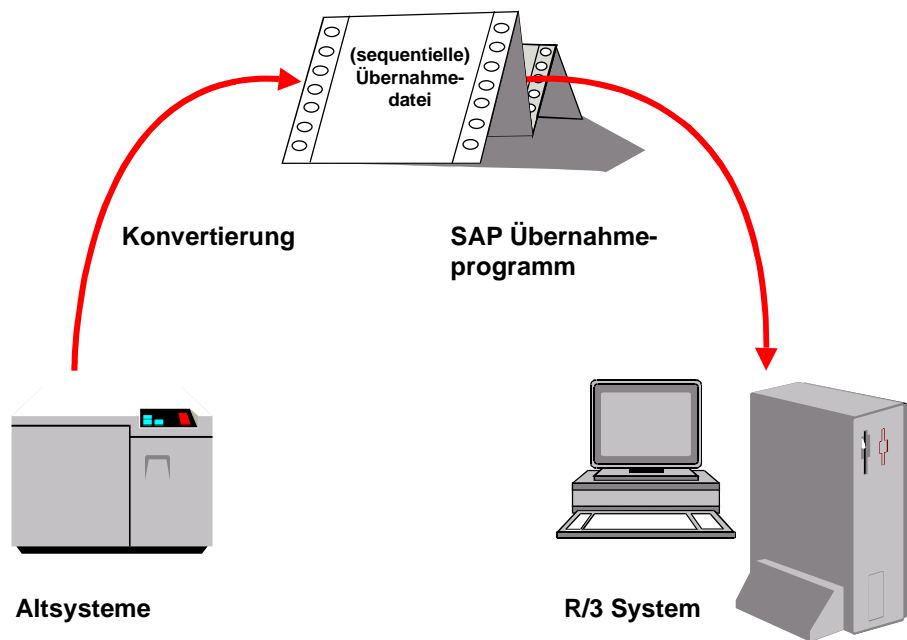 (sequentielle)
Übernahme-
datei
Konvertierung
SAP Übernahme-
programm
Altsysteme
R/3 System